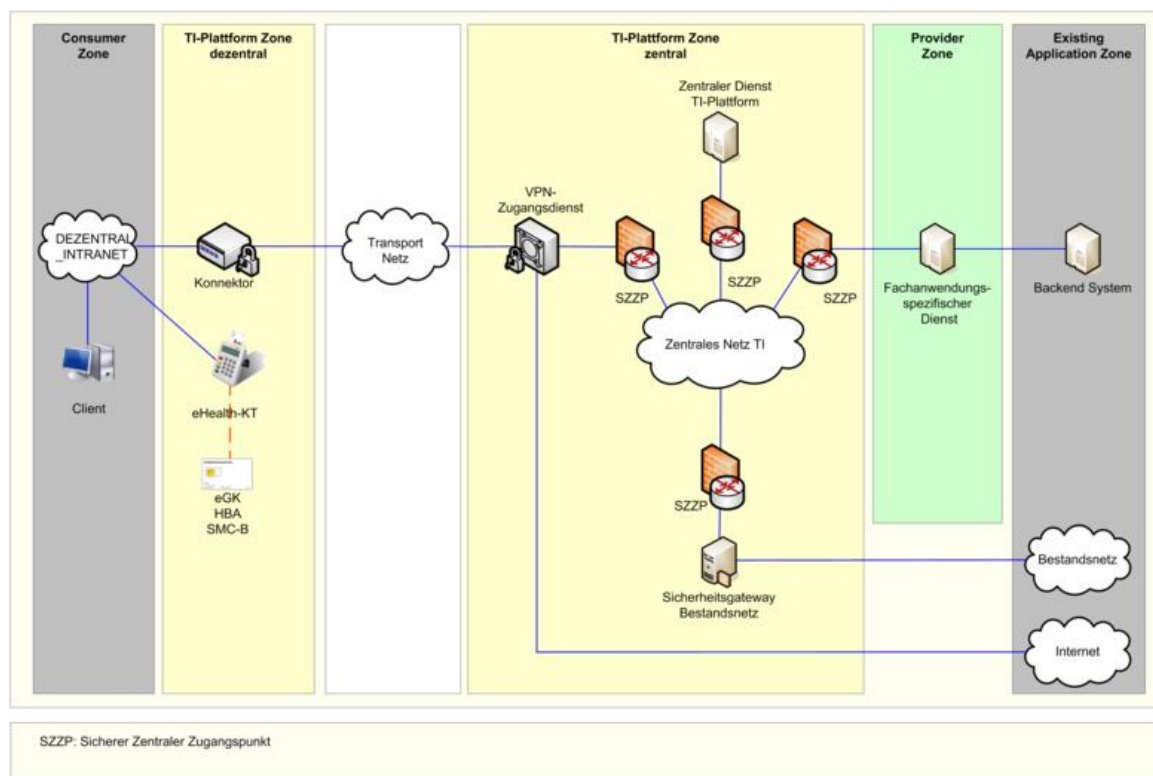 Consumer
Zone
TI-Plattform Zone
dezentral
TI-Plattform Zone
zentral
Provider
Zone
Existing
Application Zone
Zentraler Dienst
TI-Plattform
VPN-
Zugangsdienst
DEZENTRAL
_INTRANET
Konnektor
Transport
Netz
SZZP
SZZP
SZZP
Fachanwendungs-
spezifischer
Dienst
Backend System
Zentrales Netz TI
Client
eHealth-KT
eGK
HBA
SMC-B
SZZP
Sicherheitsgateway
Bestandsnetz
Bestandsnetz
Internet
SZZP: Sicherer Zentraler Zugangspunkt